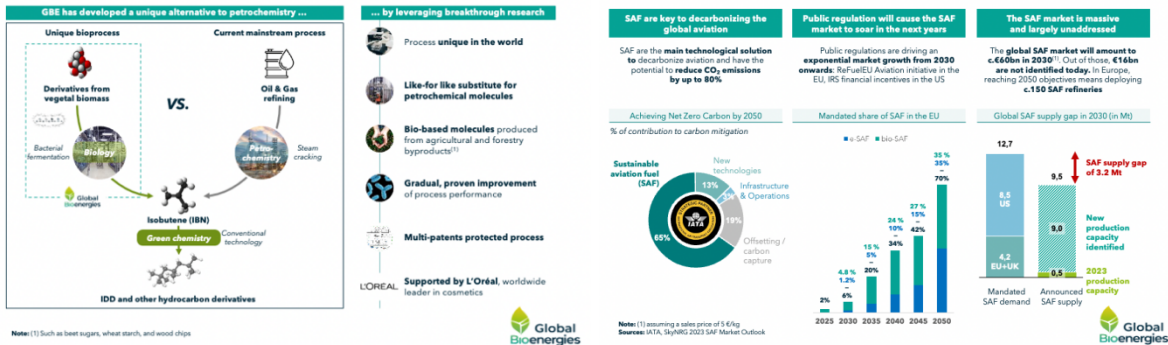 GBE has developed a unique alternative to petrochemistry ...
Unique bioprocess
Current mainstream process
Derivatives from
vegetal biomass
VS.
Oil & Gas
refining
Bacterial
fermentation
Biology
Petro-
chemistry
Steam
cracking
Global
Bioenergies
Isobutene (IBN)
Green chemistry
Conventional
technology
IDD and other hydrocarbon derivatives
Note: (1) Such as beet sugars, wheat starch, and wood chips
... by leveraging breakthrough research
Process unique in the world
Like-for like substitute for
petrochemical molecules
Bio-based molecules produced
from agricultural and forestry
byproducts(1)
Gradual, proven improvement
of process performance
Multi-patents protected process
L'ORÉAL
Supported by L'Oréal, worldwide
leader in cosmetics
Global
Bioenergies
SAF are key to decarbonizing the
global aviation
SAF are the main technological solution
to decarbonize aviation and have the
potential to reduce CO2 emissions
by up to 80%
Achieving Net Zero Carbon by 2050
% of contribution to carbon mitigation
Sustainable
aviation fuel
(SAF)
New
technologies
13%
Infrastructure
& Operations
19%
Offsetting /
carbon
capture
65%
IATA
Note: (1) assuming a sales price of 5 €/kg
Sources: IATA, SkyNRG 2023 SAF Market Outlook
Public regulation will cause the SAF
market to soar in the next years
Public regulations are driving an
exponential market growth from 2030
onwards: ReFuelEU Aviation initiative in the
EU, IRS financial incentives in the US
Mandated share of SAF in the EU
e-SAF
bio-SAF
2%
4.8 %
1.2%
–
6%
15 %
5%
–
20%
24 %
10%
–
34%
27 %
15%
–
42%
35 %
35%
–
70%
2025 2030 2035 2040 2045 2050
The SAF market is massive
and largely unaddressed
The global SAF market will amount to
c.€60bn in 2030(1). Out of those, €16bn
are not identified today. In Europe,
reaching 2050 objectives means deploying
c.150 SAF refineries
Global SAF supply gap in 2030 (in Mt)
12,7
8,5
US
4,2
EU+UK
Mandated
SAF demand
9,5
9,0
0,5
Announced
SAF supply
SAF supply gap
of 3.2 Mt
New
production
capacity
identified
2023
production
capacity
Global
Bioenergies